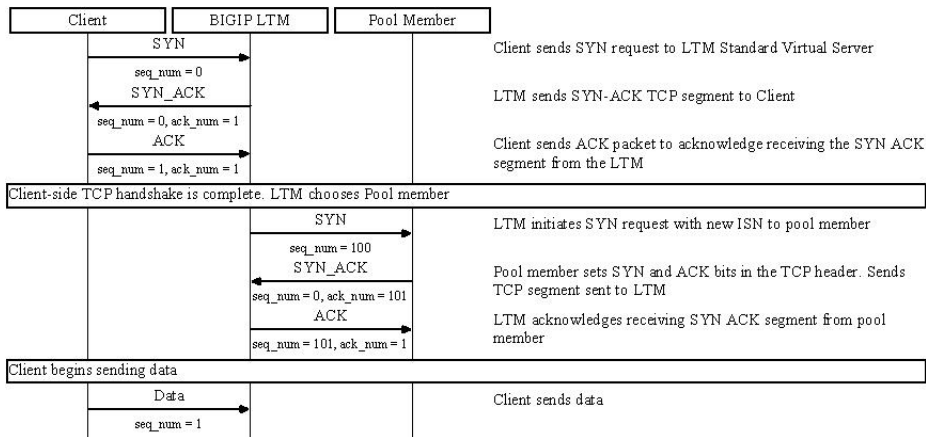 Client BIGIP LTM Pool Member
SYN
Client sends SYN request to LTM Standard Virtual Server
seq_num = 0
SYN_ACK
LTM sends SYN-ACK TCP segment to Client
seq_num = 0, ack_num = 1
ACK
Client sends ACK packet to acknowledge receiving the SYN ACK
segment from the LTM
seq_num = 1, ack_num = 1
Client-side TCP handshake is complete. LTM chooses Pool member
SYN
LTM initiates SYN request with new ISN to pool member
seq_num = 100
SYN_ACK
Pool member sets SYN and ACK bits in the TCP header. Sends
TCP segment sent to LTM
seq_num = 0, ack_num = 101
ACK
LTM acknowledges receiving SYN ACK segment from pool
member
seq_num = 101, ack_num = 1
Client begins sending data
Data
Client sends data
seq_num = 1